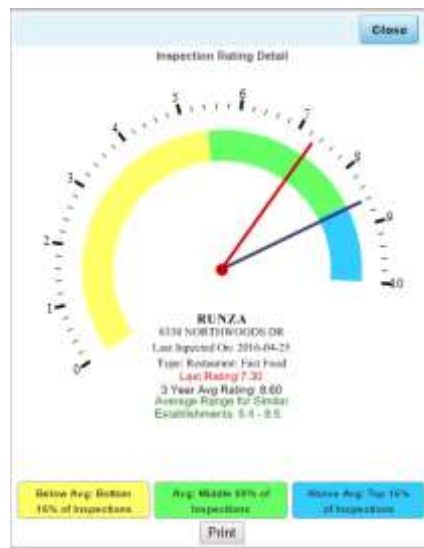 Close
Inspection Rating Detail
0
1
2
3
4
5
6
7
8
9
10
RUNZA
6330 NORTHWOODS DR
Last Inpected On: 2016-04-25
Type: Restaurant: Fast Food
Last Rating 7.30
3 Year Avg Rating: 8.60
Average Range for Similar
Establishments: 5.4 - 8.5
Below Avg: Bottom
16% of Inspections
Avg: Middle 68% of
Inspections
Above Avg: Top 16%
of Inspections
Print